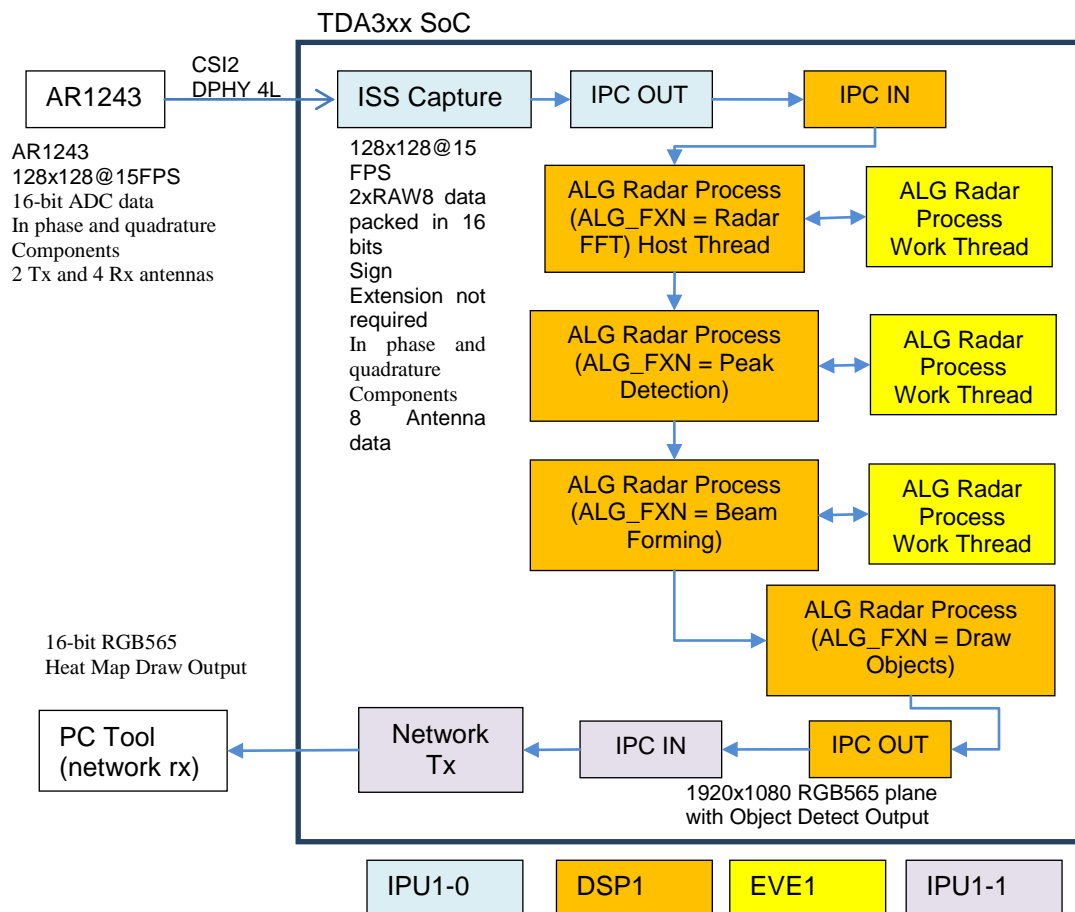 TDA3xx SoC
CSI2
DPHY 4L
AR1243
ISS Capture
IPC OUT
IPC IN
AR1243
128x128@15FPS
16-bit ADC data
In phase and quadrature
Components
2 Tx and 4 Rx antennas
128x128@15
FPS
2xRAW8 data
packed in 16
bits
Sign
Extension not
required
In phase and
quadrature
Components
8 Antenna
data
ALG Radar Process
(ALG_FXN = Radar
FFT) Host Thread
ALG Radar
Process
Work Thread
ALG Radar Process
(ALG_FXN = Peak
Detection)
ALG Radar
Process
Work Thread
ALG Radar Process
(ALG_FXN = Beam
Forming)
ALG Radar
Process
Work Thread
ALG Radar Process
(ALG_FXN = Draw
Objects)
16-bit RGB565
Heat Map Draw Output
PC Tool
(network rx)
Network
Tx
IPC IN
IPC OUT
1920x1080 RGB565 plane
with Object Detect Output
IPU1-0
DSP1
EVE1
IPU1-1